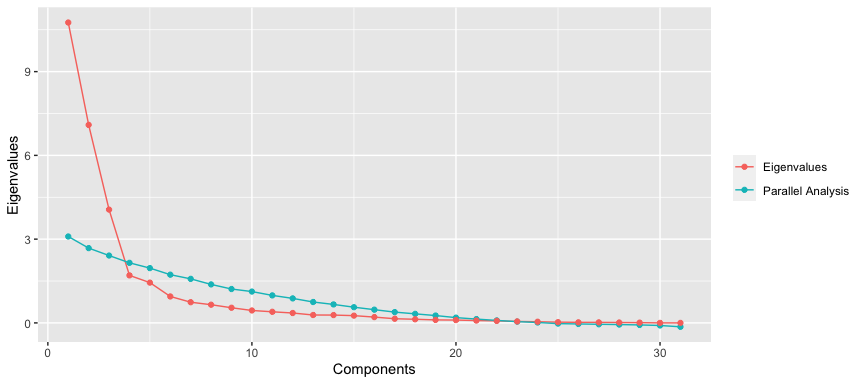 Eigenvalues
9
6
3
0
0
10
20
30
Components
Eigenvalues
Parallel Analysis